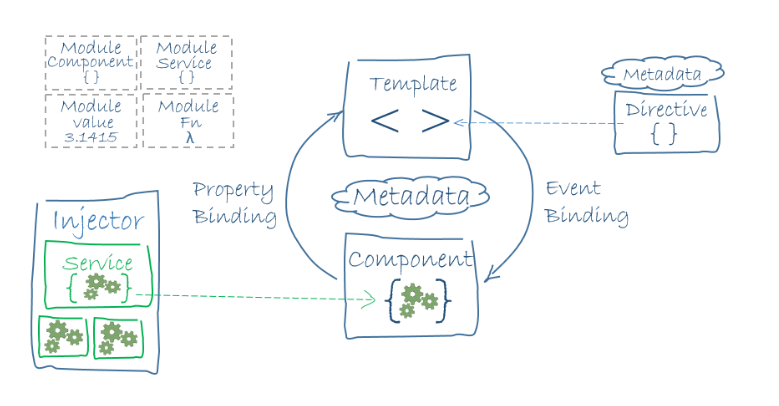 Module
Component
{ }
Module
Service
{ }
Module
value
3.1415
Module
Fn
λ
Template
< >
Metadata
Directive
{ }
Property
Binding
Metadata
Event
Binding
Injector
Service
{ }
Component
{ }